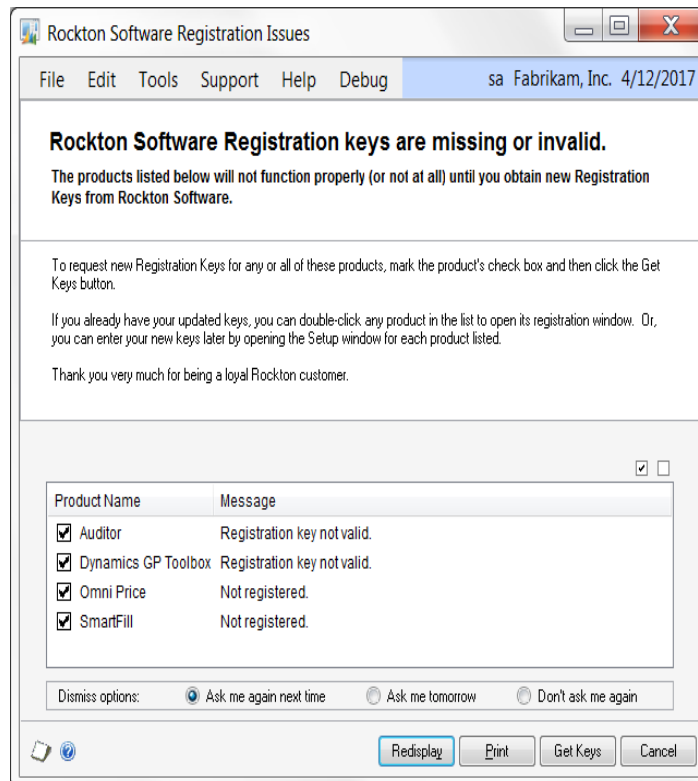 Rockton Software Registration Issues
File Edit Tools Support Help Debug sa Fabrikam, Inc. 4/12/2017
Rockton Software Registration keys are missing or invalid.
The products listed below will not function properly (or not at all) until you obtain new Registration
Keys from Rockton Software.
To request new Registration Keys for any or all of these products, mark the product's check box and then click the Get
Keys button.
If you already have your updated keys, you can double-click any product in the list to open its registration window. Or,
you can enter your new keys later by opening the Setup window for each product listed.
Thank you very much for being a loyal Rockton customer.
Product Name Message
Auditor Registration key not valid.
Dynamics GP Toolbox Registration key not valid.
Omni Price Not registered.
SmartFill Not registered.
Dismiss options: Ask me again next time Ask me tomorrow Don't ask me again
Redisplay Print Get Keys Cancel